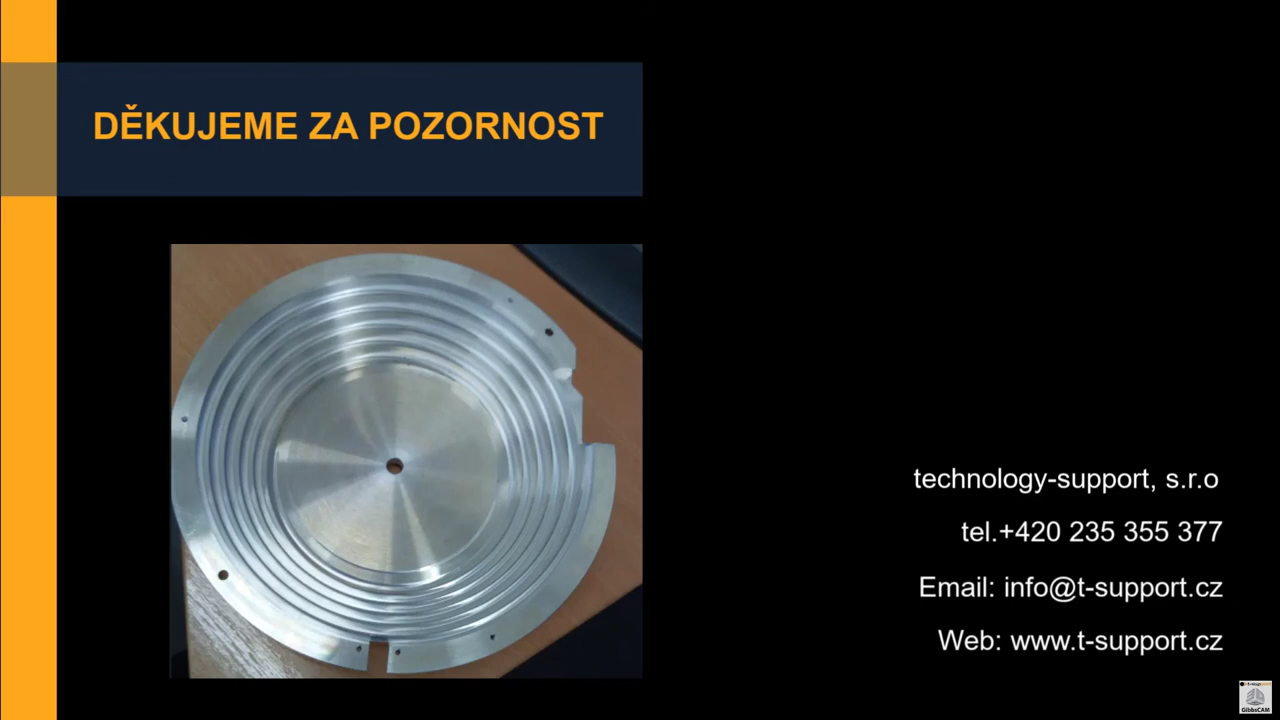 DĚKUJEME ZA POZORNOST
technology-support, s.r.o
tel.+420 235 355 377
Email: info@t-support.cz
Web: www.t-support.cz
GibbsCAM